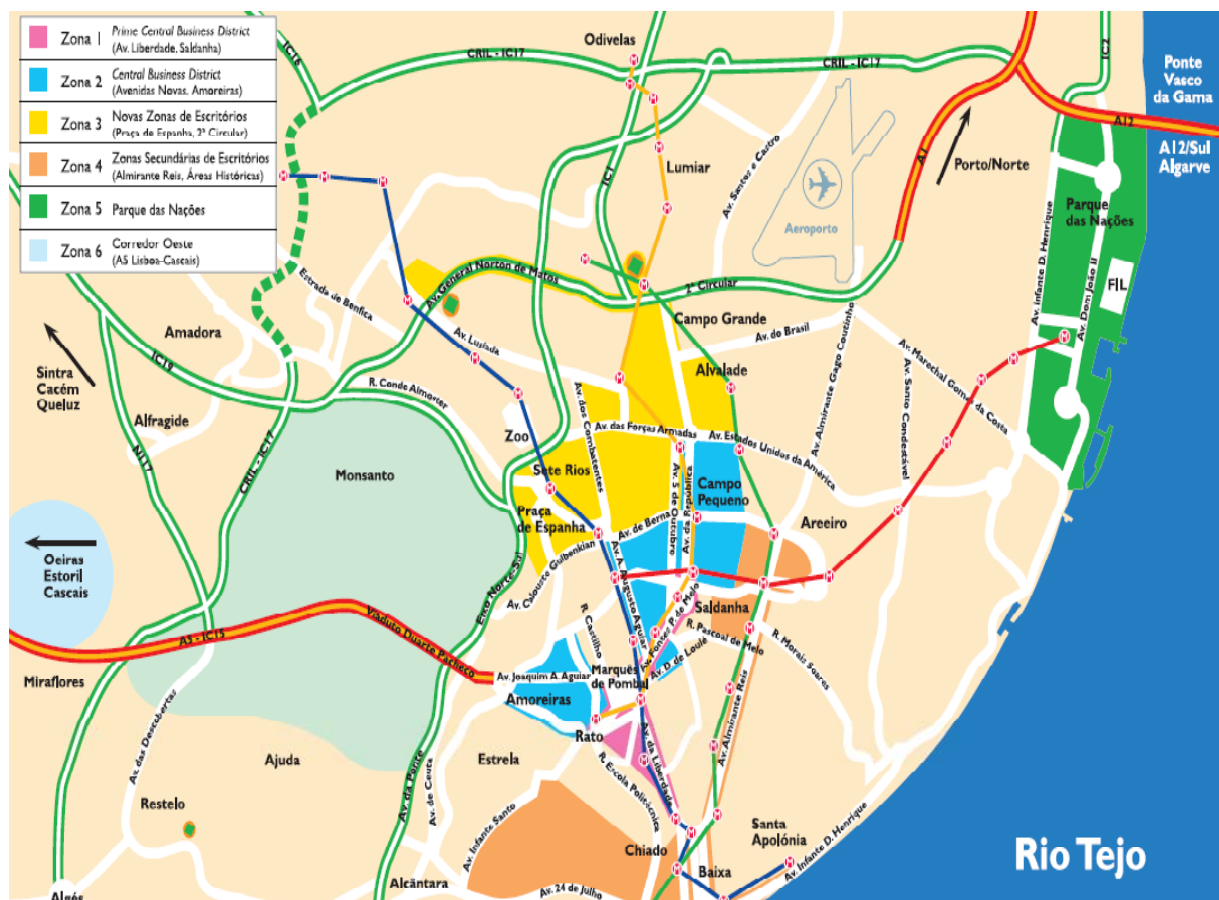 Zona 1
Prime Central Business District
(Av. Liberdade, Saldanha)
Zona 2
Central Business District
(Avenidas Novas, Amoreiras)
Zona 3
Novas Zonas de Escritórios
(Praça de Espanha, 2ª Circular)
Zona 4
Zonas Secundárias de Escritórios
(Almirante Reis, Áreas Históricas)
Zona 5
Parque das Nações
Zona 6
Corredor Oeste
(A5 Lisboa-Cascais)
IC16
CRIL - IC17
Odivelas
M
CRIL - IC17
IC2
Ponte
Vasco
da Gama
A12
A12/Sul
Algarve
A1
Porto/Norte
Lumiar
IC1
Av. Santos e Castro
Aeroporto
Parque
das Nações
FIL
Av. Infante D. Henrique
Av. Dom João II
Av. General Norton de Matos
2ª Circular
Estrada de Benfica
Amadora
Av. Lusíada
Campo Grande
Av. do Brasil
Alvalade
Av. Almirante Gago Coutinho
Av. Marechal Gomes da Costa
Av. Santo Condestável
Sintra
Cacém
Queluz
IC19
R. Conde Almoster
Alfragide
N117
CRIL - IC17
Zoo
Av. dos Combatentes
Av. das Forças Armadas
Av. Estados Unidos da América
Monsanto
Sete Rios
Campo
Pequeno
Praça
de Espanha
Av. de Berna
Av. 5 de Outubro
Av. da República
Areeiro
Oeiras
Estoril
Cascais
Av. Calouste Gulbenkian
Eixo Norte-Sul
Av. A. Augusto Aguiar
Saldanha
A5 - IC15
Viaduto Duarte Pacheco
R. Castilho
Av. Fontes P. de Melo
R. Pascoal de Melo
R. Morais Soares
Av. D. de Loulé
Miraflores
Av. Joaquim A. Aguiar
Marquês
de Pombal
Amoreiras
Rato
Av. das Descobertas
Ajuda
Estrela
Av. da Liberdade
Av. Almirante Reis
R. Escola Politécnica
Restelo
Av. da Ponte
Av. de Ceuta
Av. Infante Santo
Chiado
Santa
Apolónia
Av. Infante D. Henrique
Baixa
Alcântara
Av. 24 de Julho
Algés
Rio Tejo